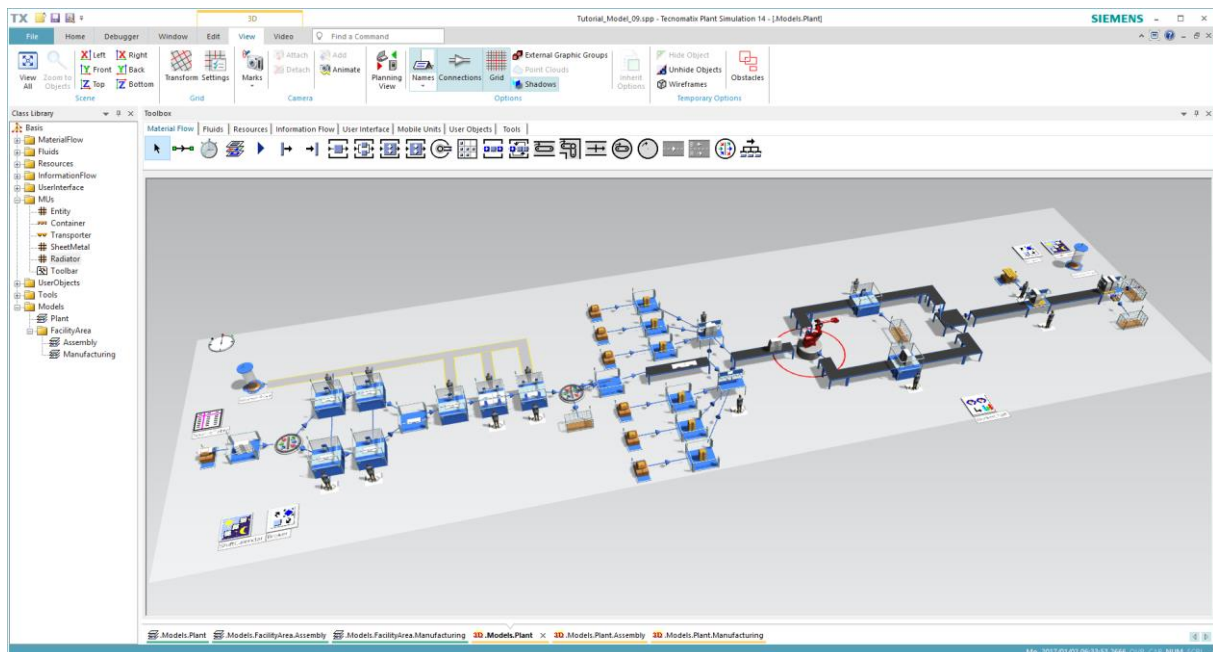 TX 3D Tutorial_Model_09.spp - Tecnomatix Plant Simulation 14 - [.Models.Plant] SIEMENS
File Home Debugger Window Edit View Video Find a Command
View All Zoom to Objects X Left X Right Y Front Y Back Z Top Z Bottom Transform Settings Marks Attach Detach Add Animate Planning View Names Connections Grid External Graphic Groups Point Clouds Shadows Inherit Options Hide Object Unhide Objects Wireframes Obstacles
Scene Grid Camera Options Temporary Options
Class Library Toolbox
Material Flow Fluids Resources Information Flow User Interface Mobile Units User Objects Tools
Basis
MaterialFlow
Fluids
Resources
InformationFlow
UserInterface
MUs
Entity
Container
Transporter
SheetMetal
Radiator
Toolbar
UserObjects
Tools
Models
Plant
FacilityArea
Assembly
Manufacturing
ShiftCalendar Broker
.Models.Plant .Models.FacilityArea.Assembly .Models.FacilityArea.Manufacturing 3D .Models.Plant 3D .Models.Plant.Assembly 3D .Models.Plant.Manufacturing